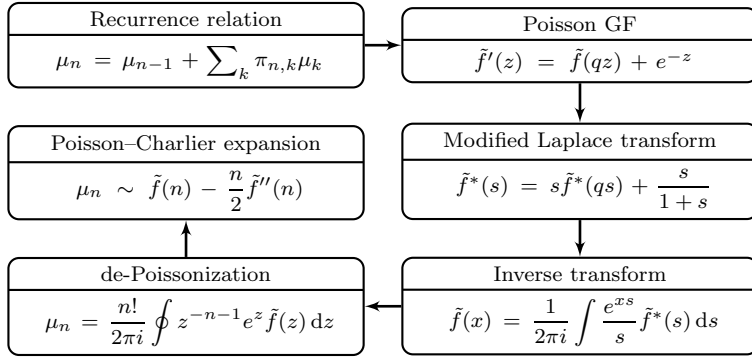 Recurrence relation
μ_n = μ_{n−1} + ∑_k π_{n,k} μ_k
Poisson GF
f̃′(z) = f̃(qz) + e^{−z}
Modified Laplace transform
f̃*(s) = s f̃*(qs) + s/(1 + s)
Inverse transform
f̃(x) = 1/(2πi) ∫ (e^{xs}/s) f̃*(s) ds
de-Poissonization
μ_n = n!/(2πi) ∮ z^{−n−1} e^z f̃(z) dz
Poisson–Charlier expansion
μ_n ∼ f̃(n) − (n/2) f̃″(n)